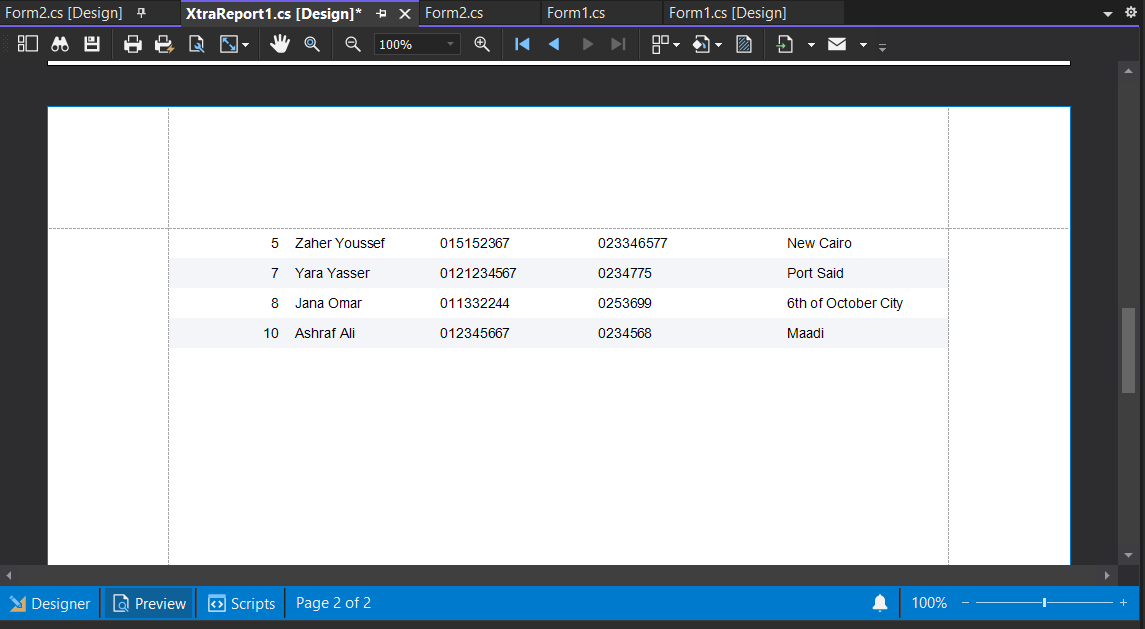 Form2.cs [Design] XtraReport1.cs [Design]* Form2.cs Form1.cs Form1.cs [Design]
100%
5 Zaher Youssef 015152367 023346577 New Cairo
7 Yara Yasser 0121234567 0234775 Port Said
8 Jana Omar 011332244 0253699 6th of October City
10 Ashraf Ali 012345667 0234568 Maadi
Designer Preview Scripts Page 2 of 2 100%